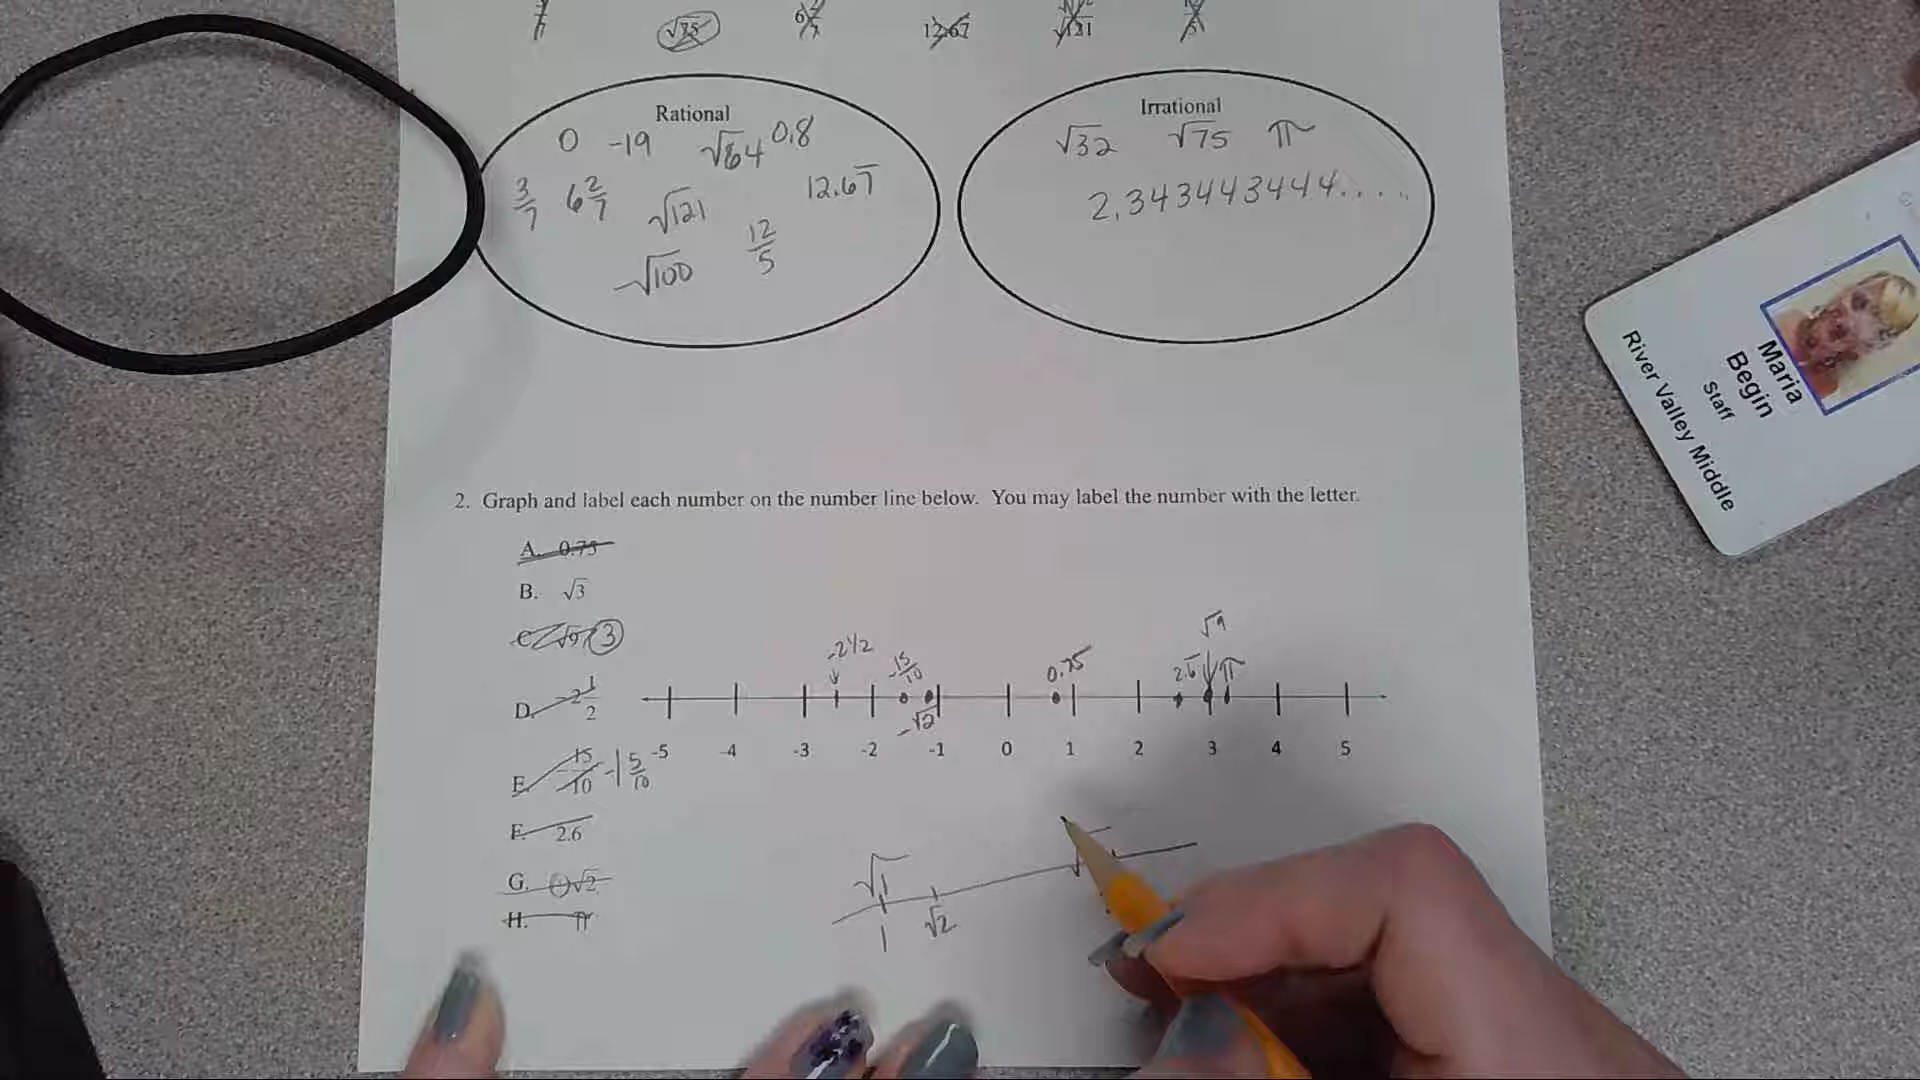 √75
12.67
√121
Rational
0 -19 √64 0.8
3/7 6 2/7 √121 12.67̅
-√100 12/5
Irrational
√32 √75 π
2.343443444....
2. Graph and label each number on the number line below. You may label the number with the letter.
A. 0.75
B. √3
C. √9 3
D. -2 1/2
E. -15/10 -1 5/10
F. 2.6
G. -√2
H. π
-2 1/2 -15/10 -√2 0.75 2.6 √9 π
-5 -4 -3 -2 -1 0 1 2 3 4 5
√1
1 √2
Maria
Begin
Staff
River Valley Middle